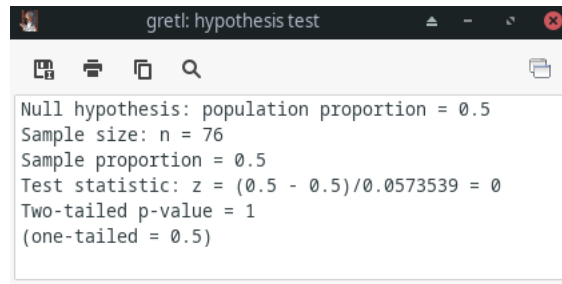 gretl: hypothesis test
Null hypothesis: population proportion = 0.5
Sample size: n = 76
Sample proportion = 0.5
Test statistic: z = (0.5 - 0.5)/0.0573539 = 0
Two-tailed p-value = 1
(one-tailed = 0.5)